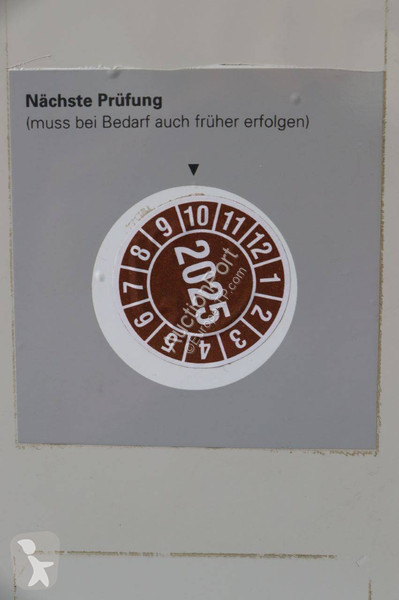 Nächste Prüfung
(muss bei Bedarf auch früher erfolgen)
1 2 3 4 5 6 7 8 9 10 11 12
2025